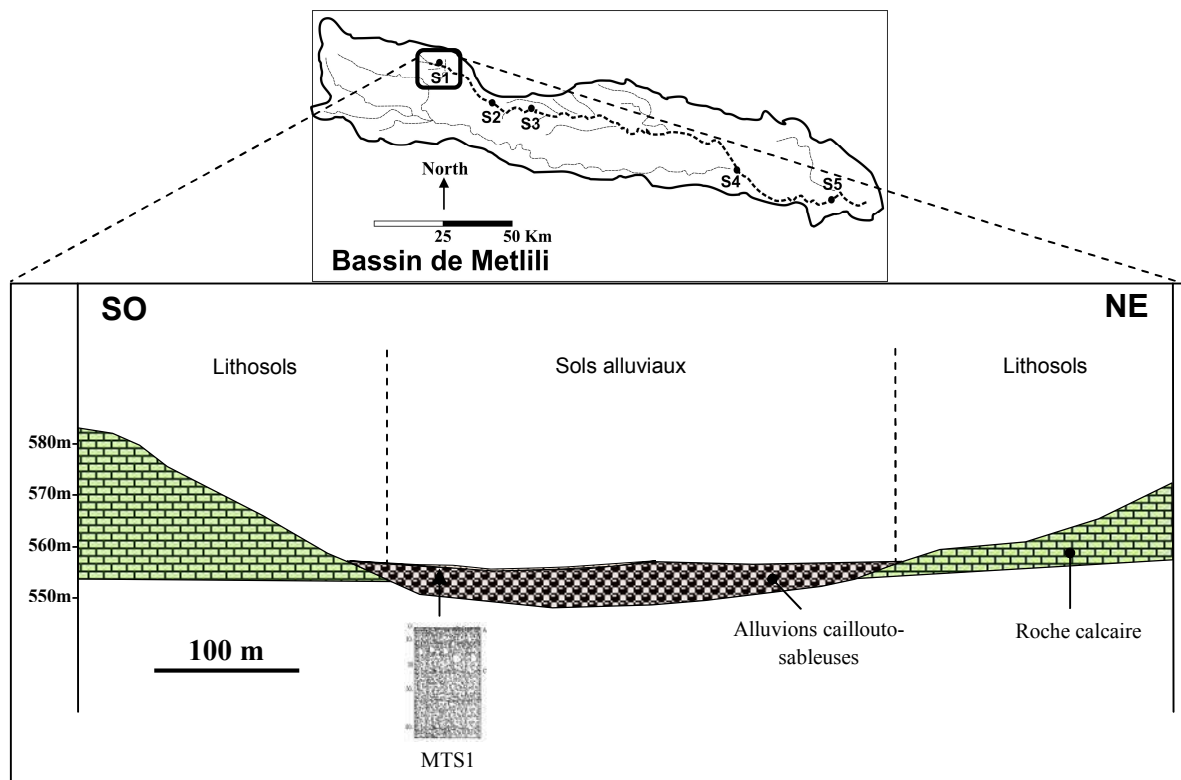 S1
S2
S3
S4
S5
North
25 50 Km
Bassin de Metlili
SO
NE
Lithosols
Sols alluviaux
Lithosols
580m
570m
560m
550m
100 m
Alluvions caillouto-
sableuses
Roche calcaire
MTS1